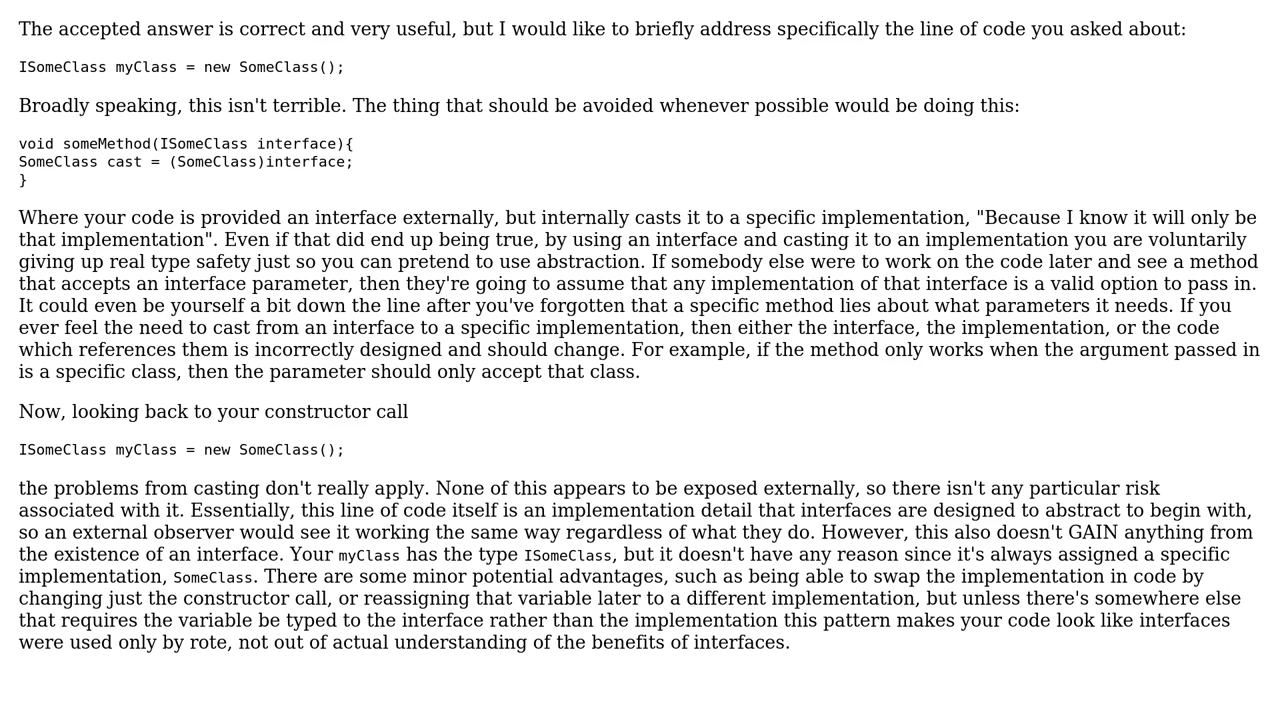 The accepted answer is correct and very useful, but I would like to briefly address specifically the line of code you asked about:
ISomeClass myClass = new SomeClass();
Broadly speaking, this isn't terrible. The thing that should be avoided whenever possible would be doing this:
void someMethod(ISomeClass interface){
SomeClass cast = (SomeClass)interface;
}
Where your code is provided an interface externally, but internally casts it to a specific implementation, "Because I know it will only be
that implementation". Even if that did end up being true, by using an interface and casting it to an implementation you are voluntarily
giving up real type safety just so you can pretend to use abstraction. If somebody else were to work on the code later and see a method
that accepts an interface parameter, then they're going to assume that any implementation of that interface is a valid option to pass in.
It could even be yourself a bit down the line after you've forgotten that a specific method lies about what parameters it needs. If you
ever feel the need to cast from an interface to a specific implementation, then either the interface, the implementation, or the code
which references them is incorrectly designed and should change. For example, if the method only works when the argument passed in
is a specific class, then the parameter should only accept that class.
Now, looking back to your constructor call
ISomeClass myClass = new SomeClass();
the problems from casting don't really apply. None of this appears to be exposed externally, so there isn't any particular risk
associated with it. Essentially, this line of code itself is an implementation detail that interfaces are designed to abstract to begin with,
so an external observer would see it working the same way regardless of what they do. However, this also doesn't GAIN anything from
the existence of an interface. Your myClass has the type ISomeClass, but it doesn't have any reason since it's always assigned a specific
implementation, SomeClass. There are some minor potential advantages, such as being able to swap the implementation in code by
changing just the constructor call, or reassigning that variable later to a different implementation, but unless there's somewhere else
that requires the variable be typed to the interface rather than the implementation this pattern makes your code look like interfaces
were used only by rote, not out of actual understanding of the benefits of interfaces.